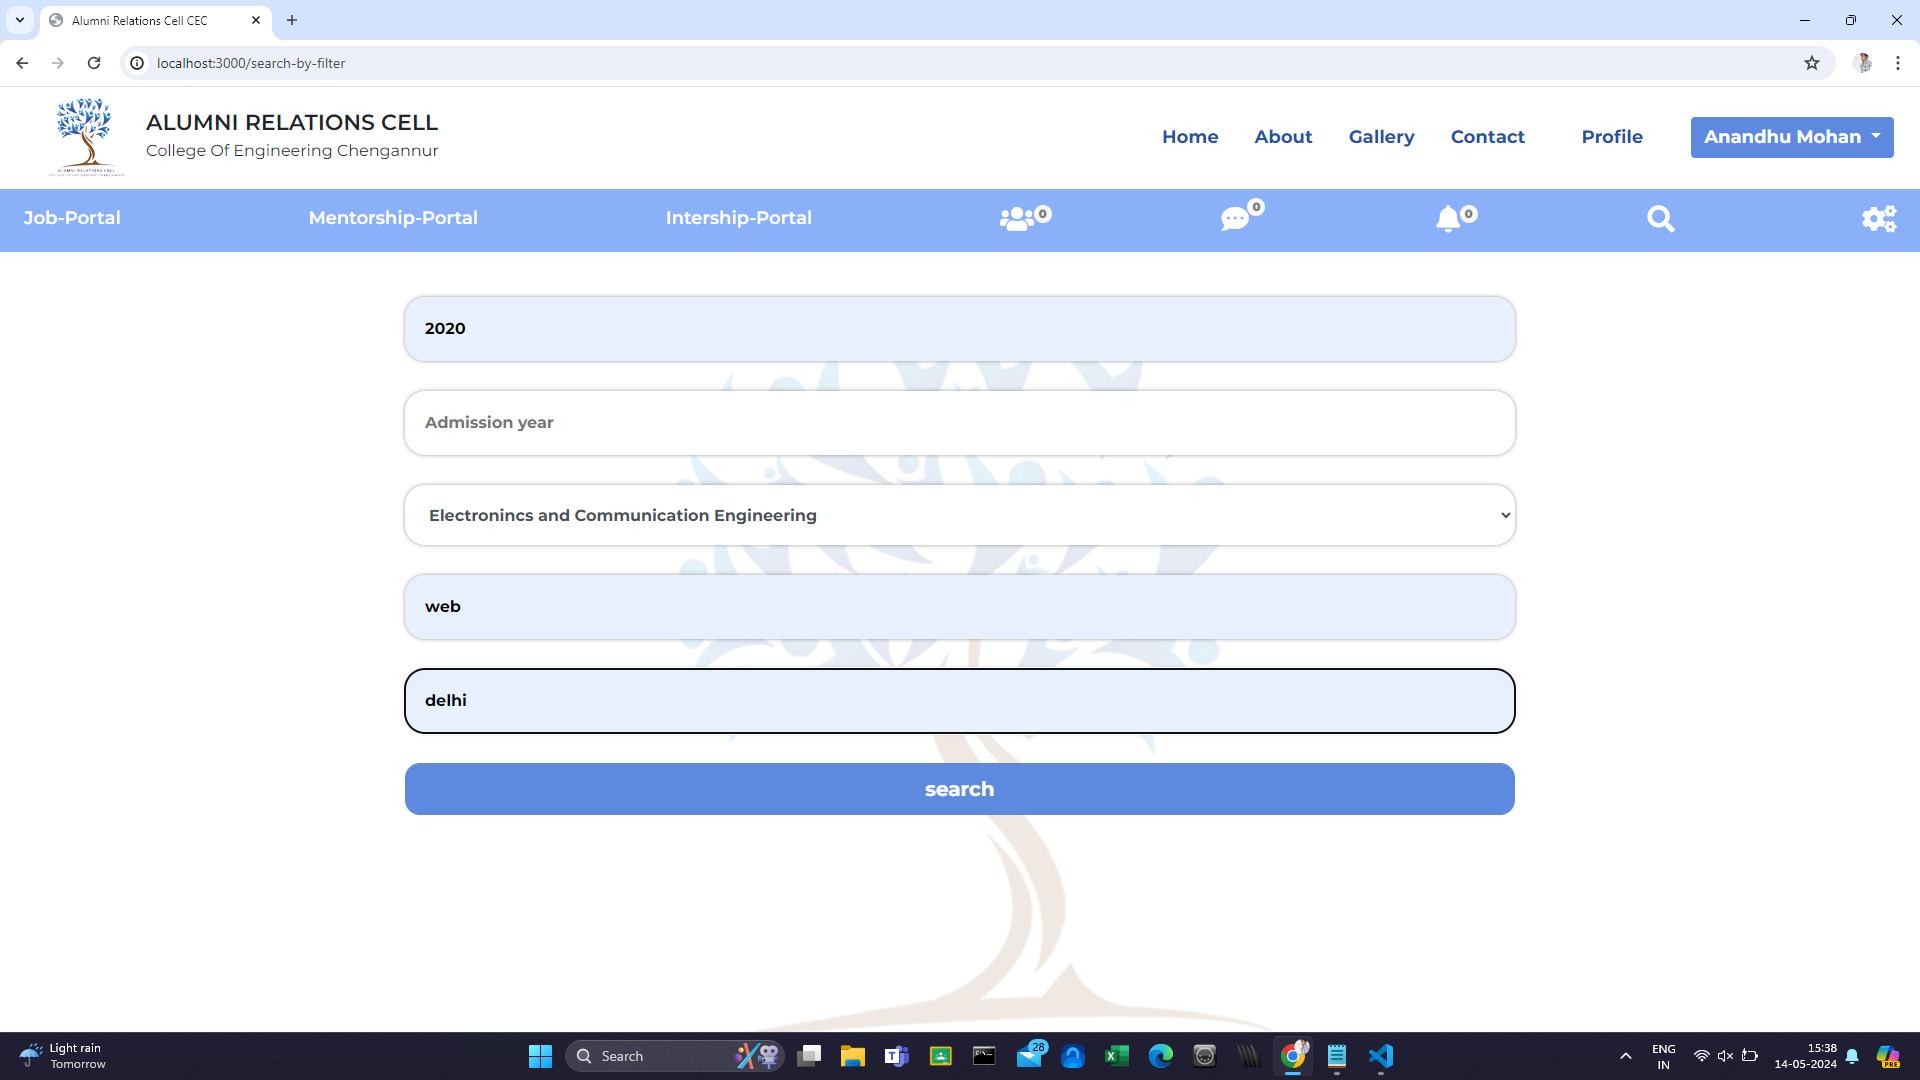 Alumni Relations Cell CEC
localhost:3000/search-by-filter
ALUMNI RELATIONS CELL
College Of Engineering Chengannur
Home About Gallery Contact Profile Anandhu Mohan
Job-Portal Mentorship-Portal Intership-Portal 0 0 0
2020
Admission year
Electronincs and Communication Engineering
web
delhi
search
Light rain
Tomorrow
Search
28
ENG
IN
15:38
14-05-2024
PRE